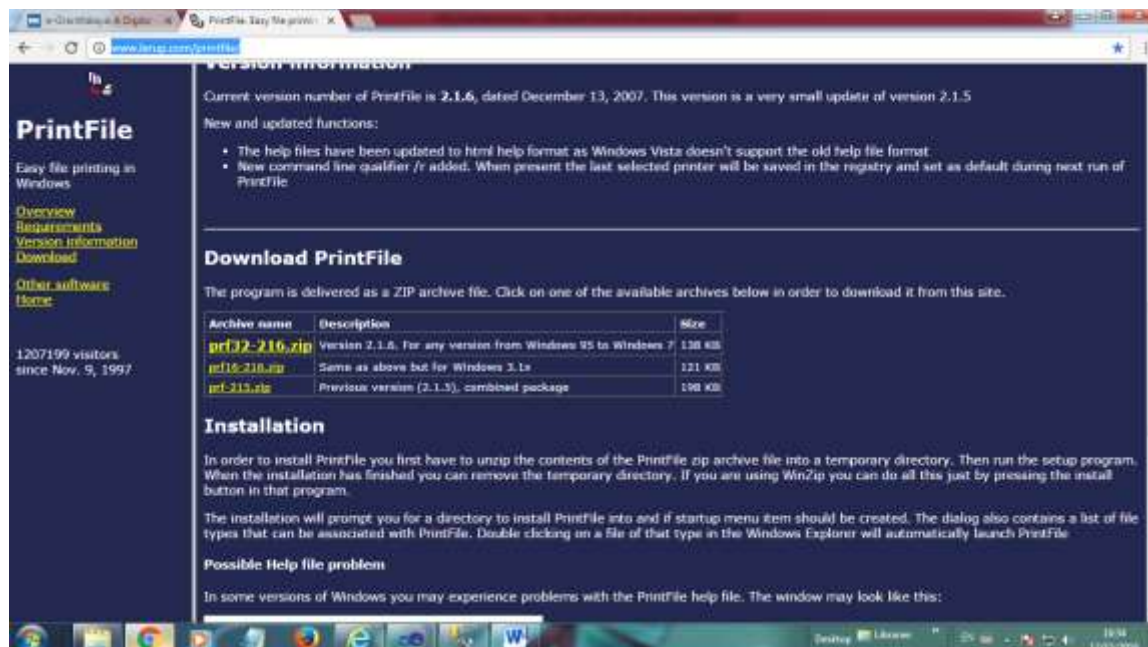 PrintFile: Easy file printin
www.lerup.com/printfile/
Version information
Current version number of PrintFile is 2.1.6, dated December 13, 2007. This version is a very small update of version 2.1.5
New and updated functions:
The help files have been updated to html help format as Windows Vista doesn't support the old help file format
New command line qualifier /r added. When present the last selected printer will be saved in the registry and set as default during next run of
PrintFile
PrintFile
Easy file printing in
Windows
Overview
Requirements
Version information
Download
Other software
Home
1207199 visitors
since Nov. 9, 1997
Download PrintFile
The program is delivered as a ZIP archive file. Click on one of the available archives below in order to download it from this site.
Archive name Description Size
prf32-216.zip Version 2.1.6, For any version from Windows 95 to Windows 7 138 KB
prf16-216.zip Same as above but for Windows 3.1x 121 KB
prf-215.zip Previous version (2.1.5), combined package 198 KB
Installation
In order to install PrintFile you first have to unzip the contents of the PrintFile zip archive file into a temporary directory. Then run the setup program.
When the installation has finished you can remove the temporary directory. If you are using WinZip you can do all this just by pressing the install
button in that program.
The installation will prompt you for a directory to install PrintFile into and if startup menu item should be created. The dialog also contains a list of file
types that can be associated with PrintFile. Double clicking on a file of that type in the Windows Explorer will automatically launch PrintFile
Possible Help file problem
In some versions of Windows you may experience problems with the PrintFile help file. The window may look like this:
Desktop Libraries EN